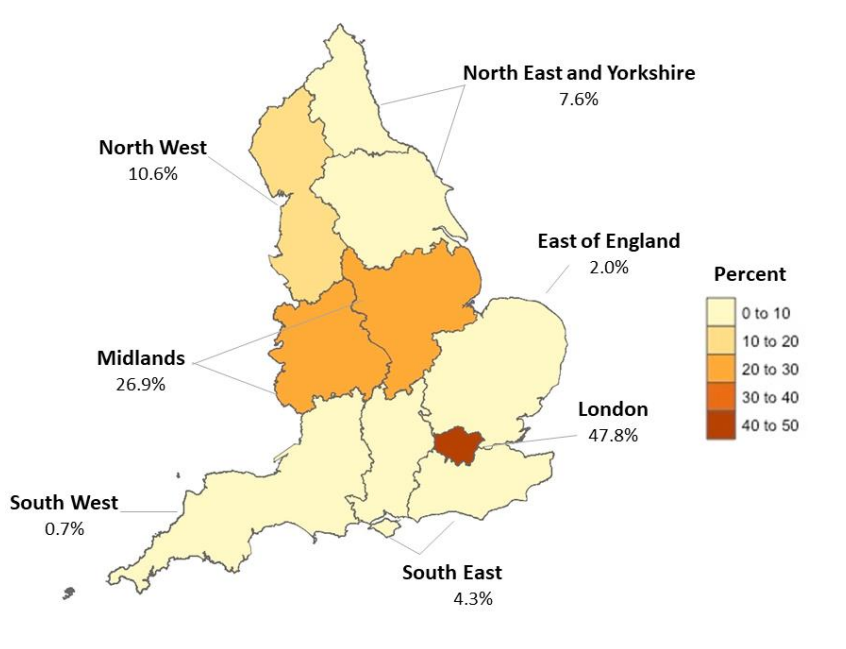 North East and Yorkshire
7.6%
North West
10.6%
East of England
2.0%
Percent
0 to 10
10 to 20
20 to 30
30 to 40
40 to 50
Midlands
26.9%
London
47.8%
South West
0.7%
South East
4.3%